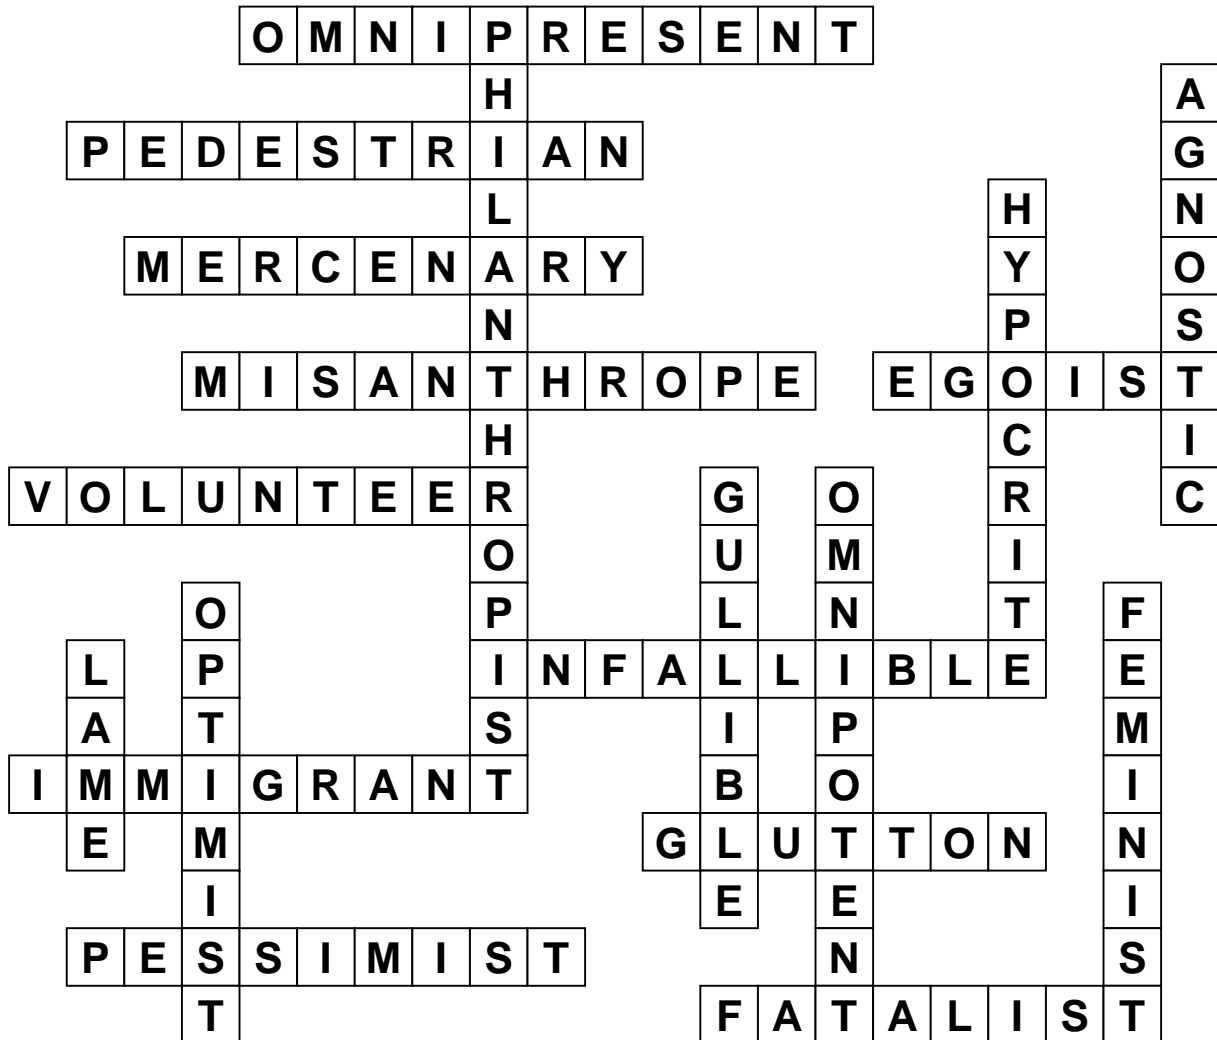 OMNIPRESENT
PHILANTHROPIST
AGNOSTIC
PEDESTRIAN
HYPOCRITE
MERCENARY
MISANTHROPE
EGOIST
VOLUNTEER
GULLIBLE
OMNIPOTENT
OPTIMIST
FEMINIST
LAME
INFALLIBLE
IMMIGRANT
GLUTTON
PESSIMIST
FATALIST